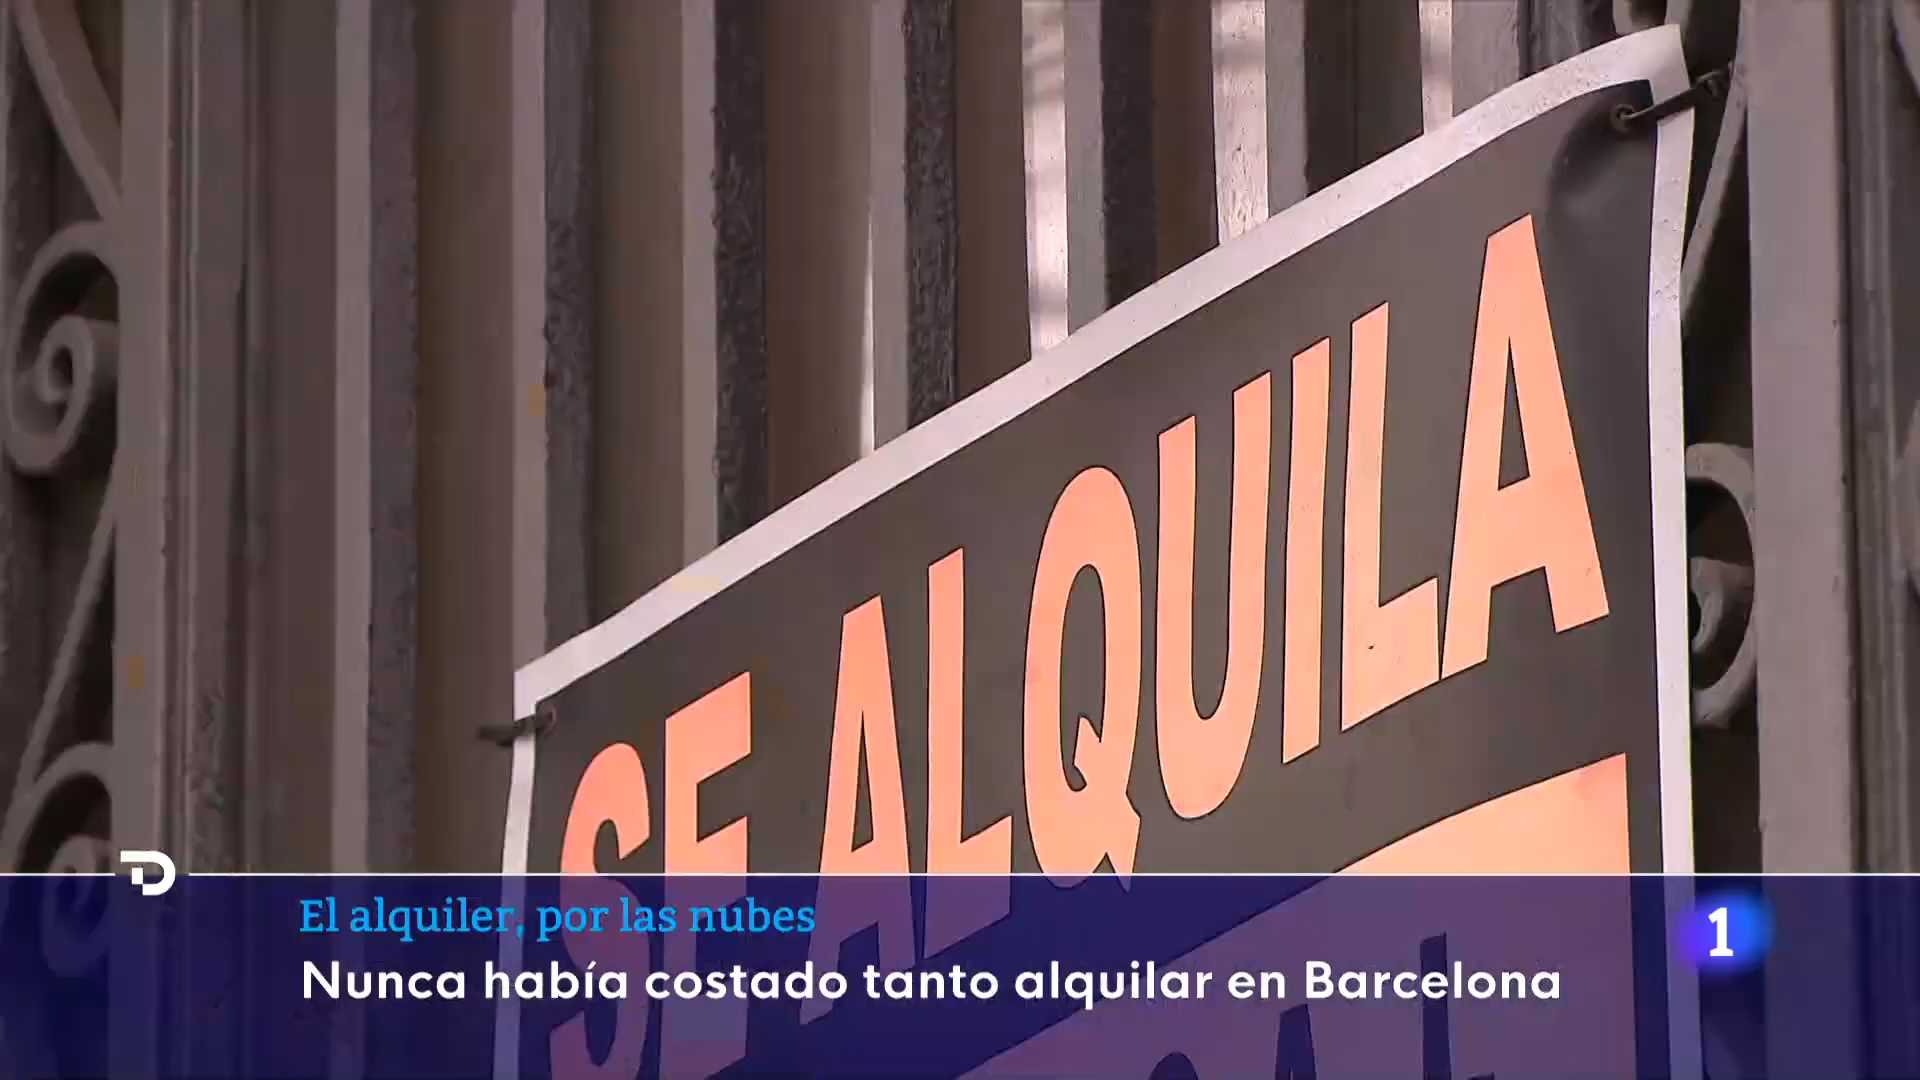 SE ALQUILA
El alquiler, por las nubes
Nunca había costado tanto alquilar en Barcelona
1